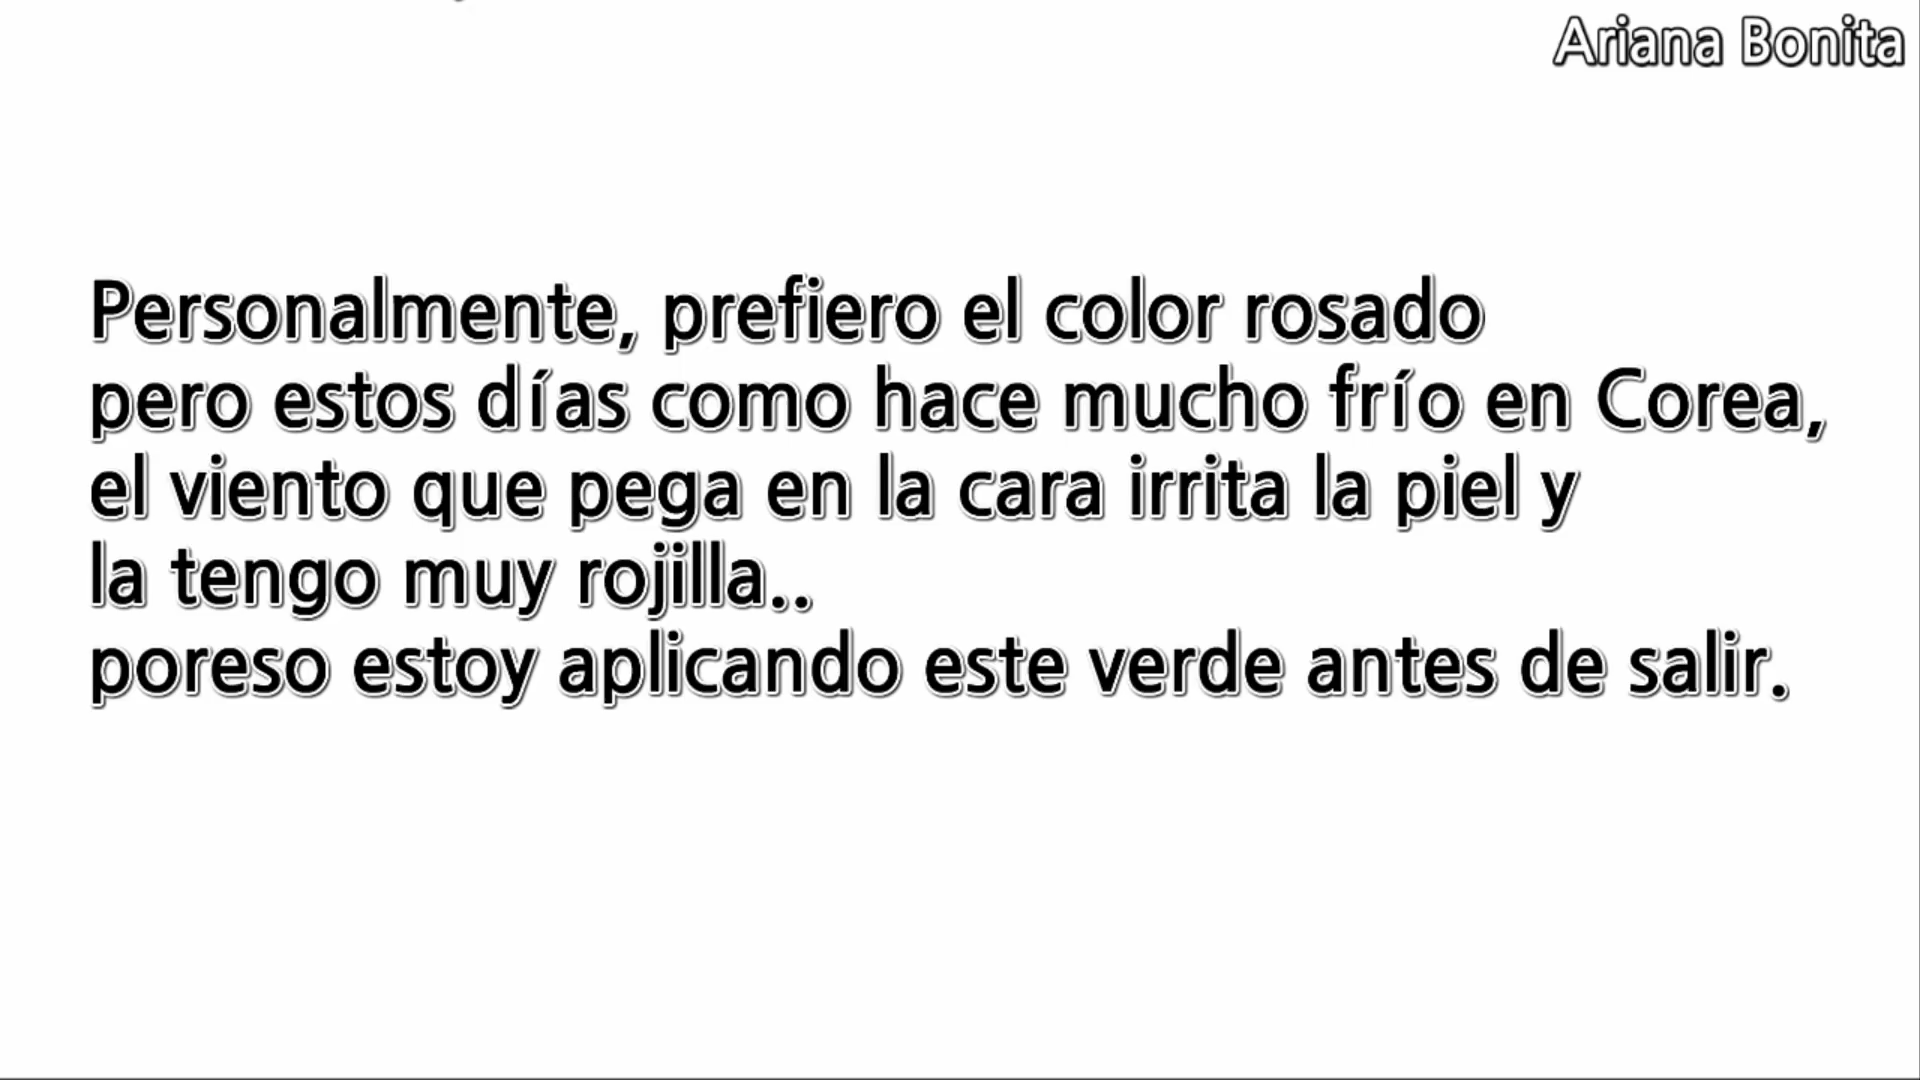 Ariana Bonita
Personalmente, prefiero el color rosado
pero estos días como hace mucho frío en Corea,
el viento que pega en la cara irrita la piel y
la tengo muy rojilla..
poreso estoy aplicando este verde antes de salir.